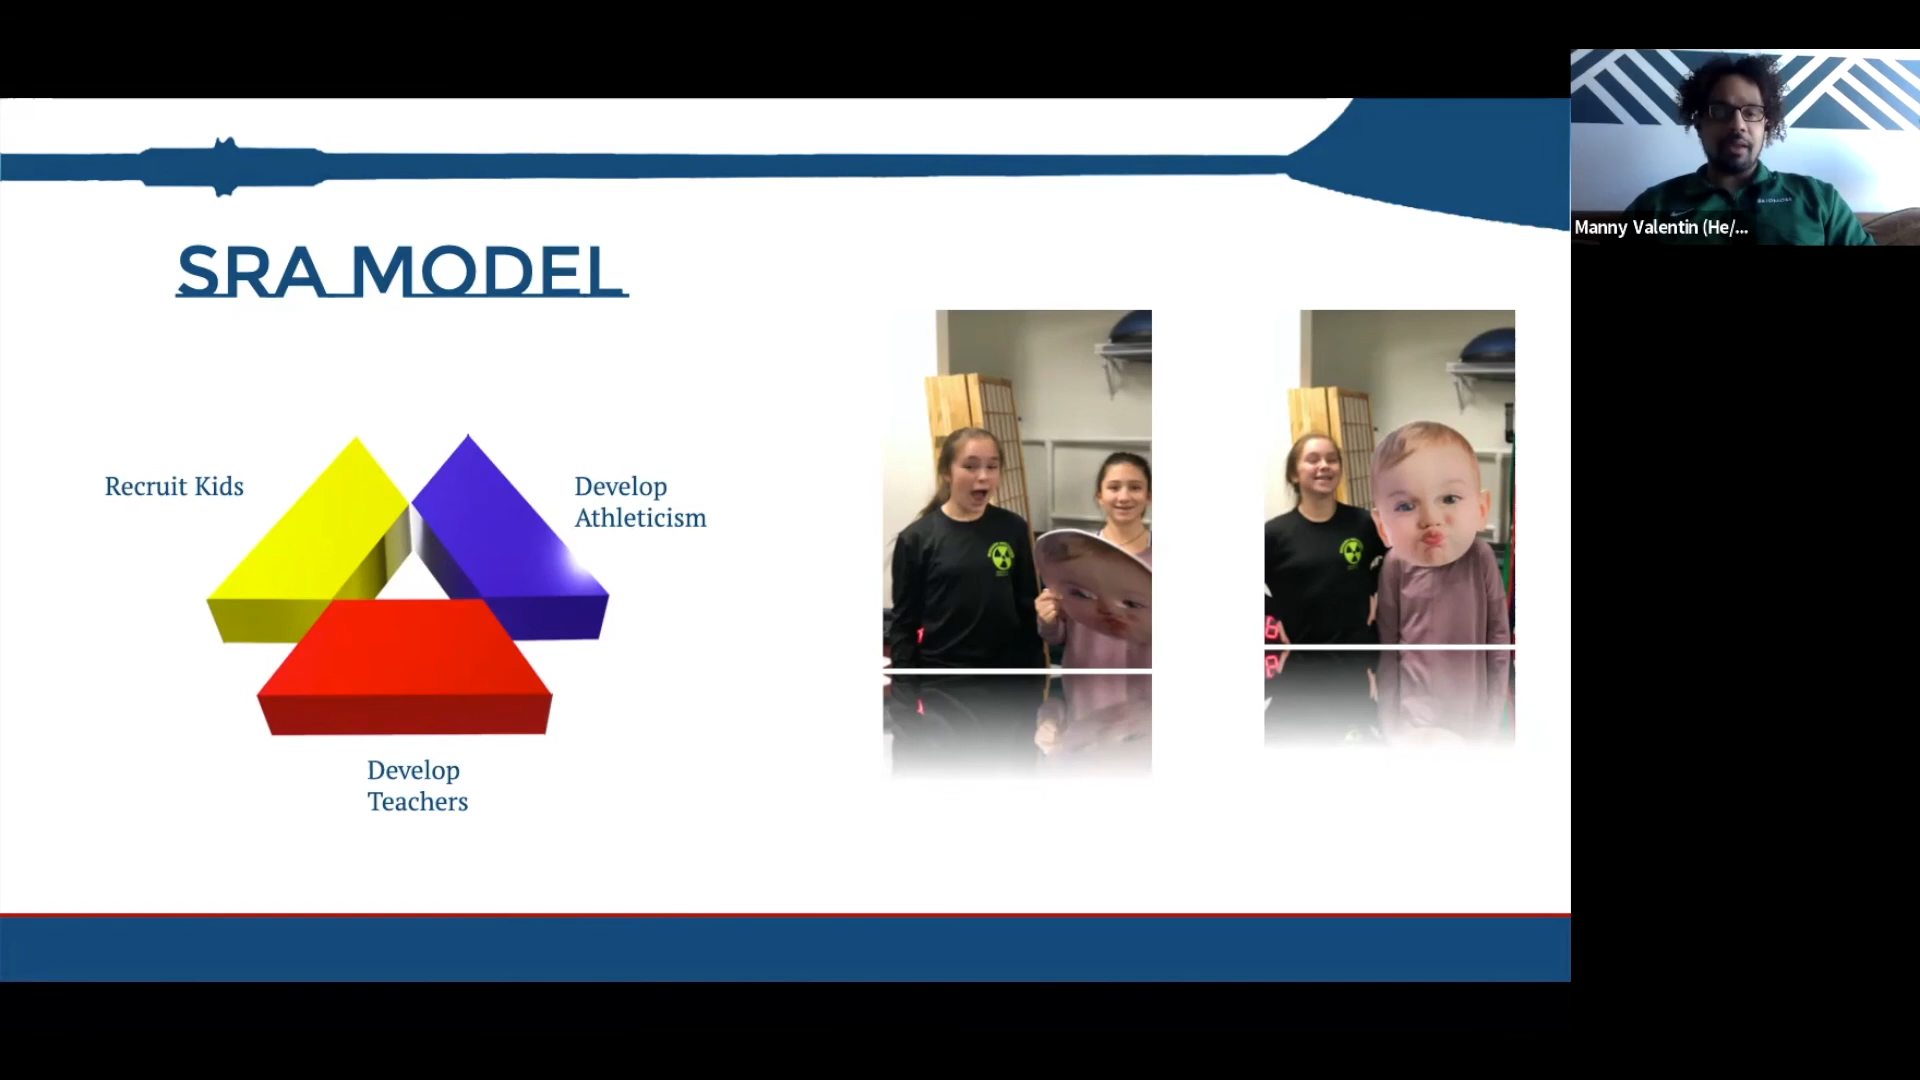 SRA MODEL
Recruit Kids
Develop
Athleticism
Develop
Teachers
Manny Valentin (He/...